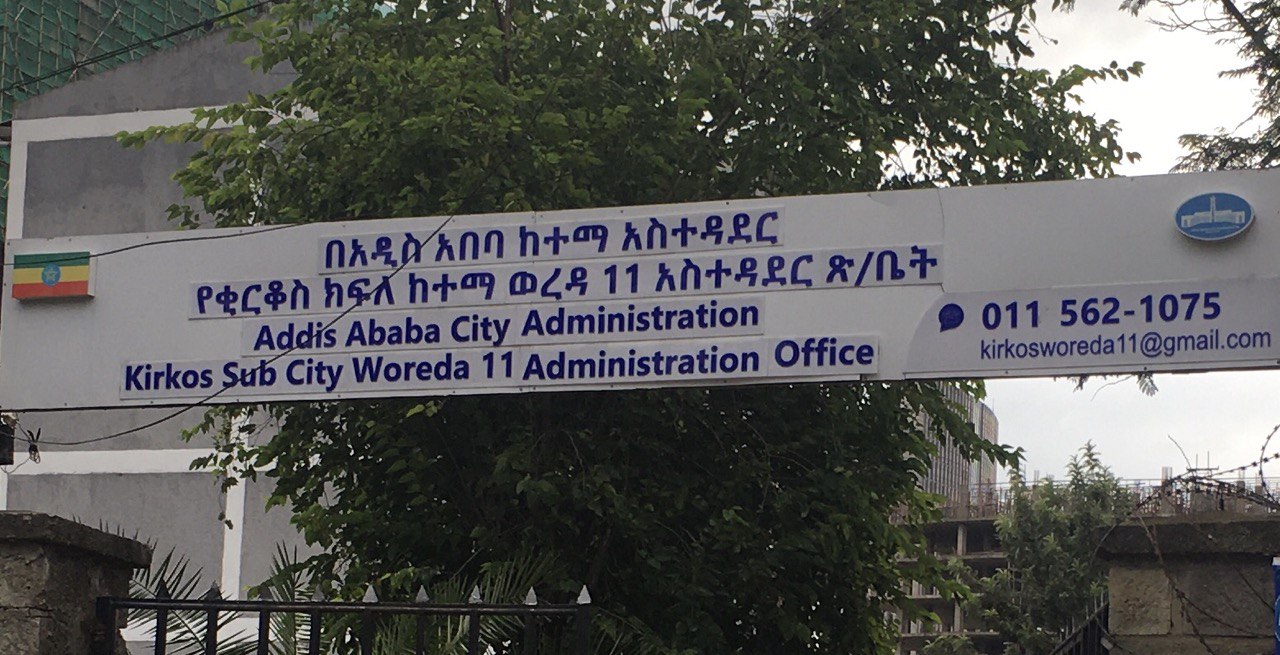 በአዲስ አበባ ከተማ አስተዳደር
የቂርቆስ ክፍለ ከተማ ወረዳ 11 አስተዳደር ጽ/ቤት
Addis Ababa City Administration
Kirkos Sub City Woreda 11 Administration Office
011 562-1075
kirkosworeda11@gmail.com